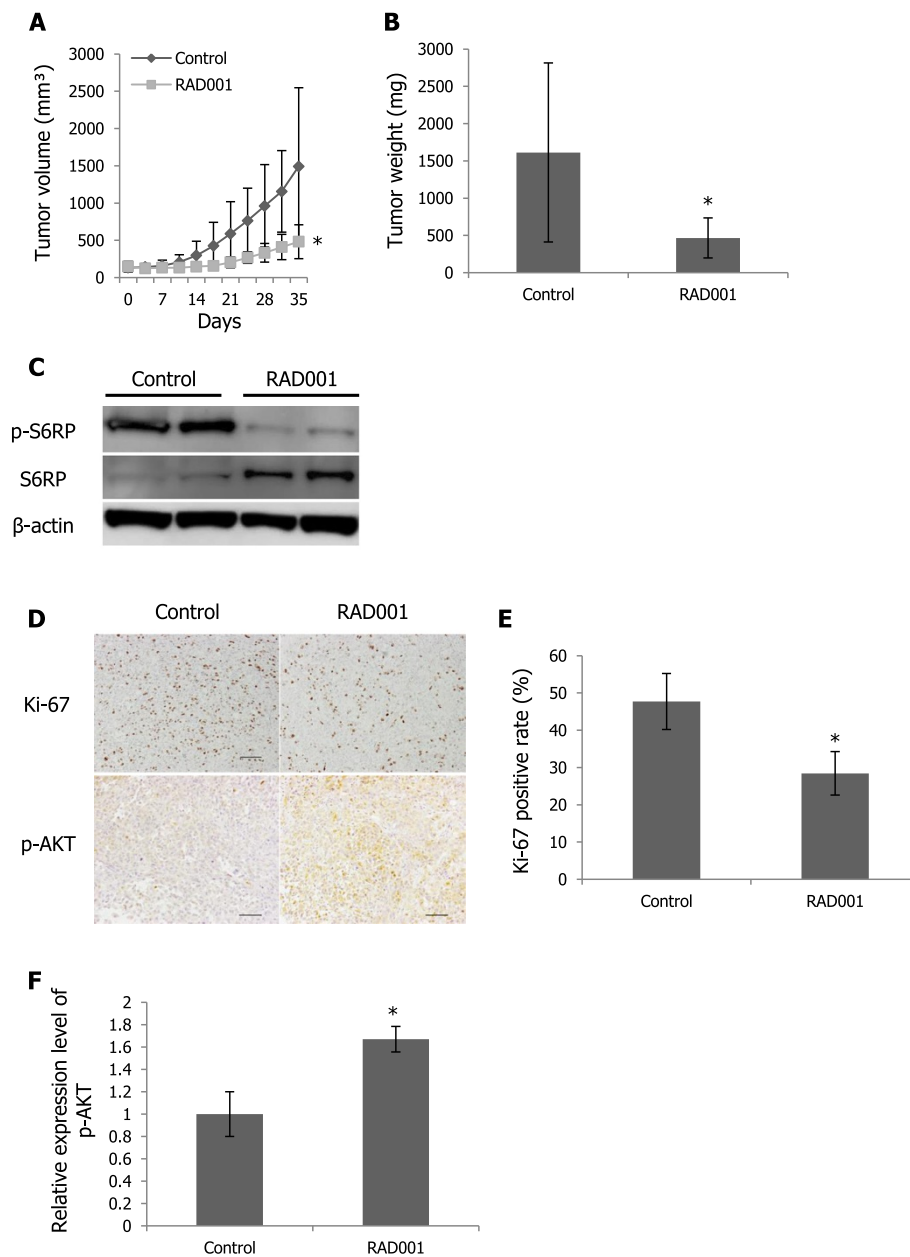 A
Tumor volume (mm³)
3000
2500
2000
1500
1000
500
0
Control
RAD001
*
0 7 14 21 28 35
Days
B
Tumor weight (mg)
3000
2500
2000
1500
1000
500
0
*
Control RAD001
C
Control RAD001
p-S6RP
S6RP
β-actin
D
Control RAD001
Ki-67
p-AKT
E
Ki-67 positive rate (%)
60
50
40
30
20
10
0
*
Control RAD001
F
Relative expression level of
p-AKT
2
1.8
1.6
1.4
1.2
1
0.8
0.6
0.4
0.2
0
*
Control RAD001